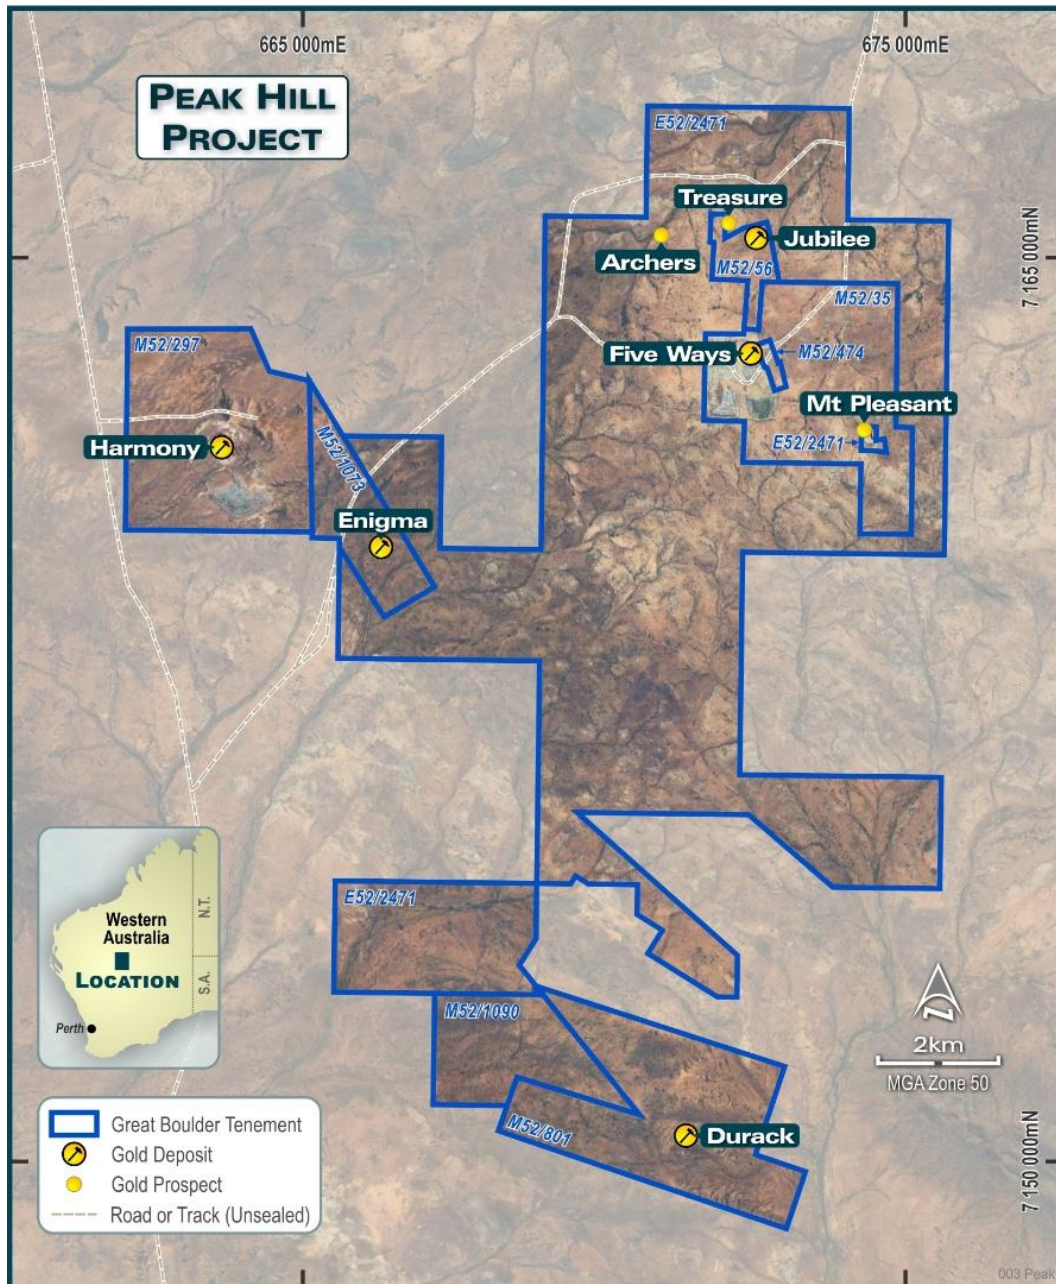 665 000mE
675 000mE
PEAK HILL
PROJECT
E52/2471
Treasure
Jubilee
Archers
M52/56
7 165 000mN
M52/35
M52/297
Five Ways
M52/474
Mt Pleasant
E52/2471
Harmony
M52/1073
Enigma
E52/2471
Western
Australia
LOCATION
N.T.
S.A.
Perth
M52/1090
N
2km
MGA Zone 50
M52/801
Durack
7 150 000mN
Great Boulder Tenement
Gold Deposit
Gold Prospect
Road or Track (Unsealed)
003 Peak